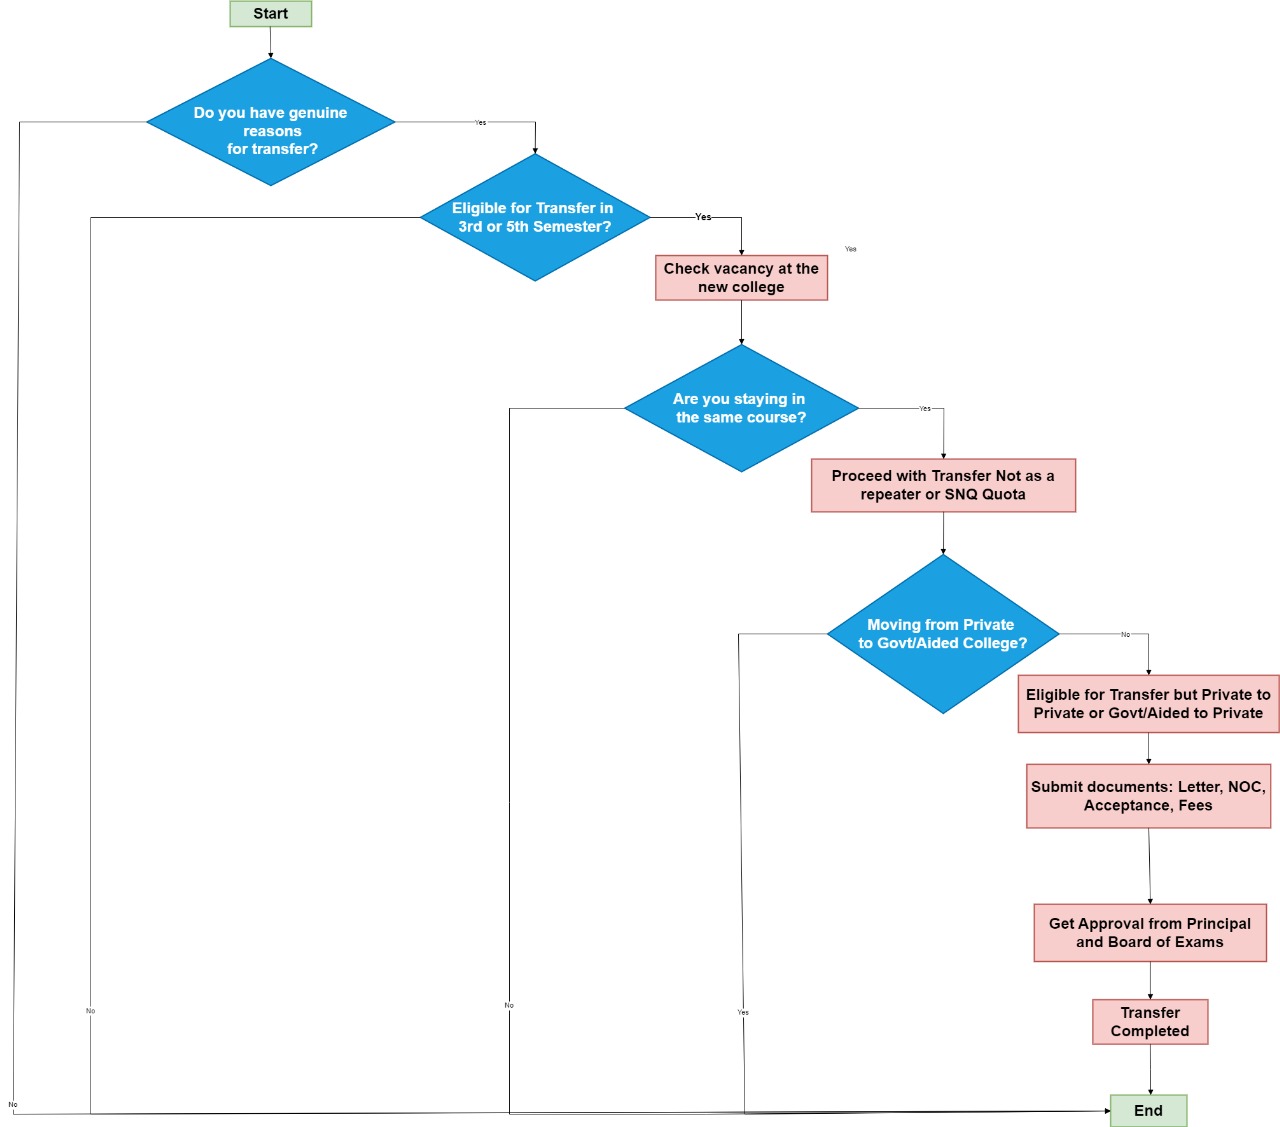 Start
Do you have genuine
reasons
for transfer?
Yes
Eligible for Transfer in
3rd or 5th Semester?
Yes
Yes
Check vacancy at the
new college
Are you staying in
the same course?
Yes
Proceed with Transfer Not as a
repeater or SNQ Quota
Moving from Private
to Govt/Aided College?
No
Eligible for Transfer but Private to
Private or Govt/Aided to Private
Submit documents: Letter, NOC,
Acceptance, Fees
Get Approval from Principal
and Board of Exams
No
No
Yes
Transfer
Completed
No
End